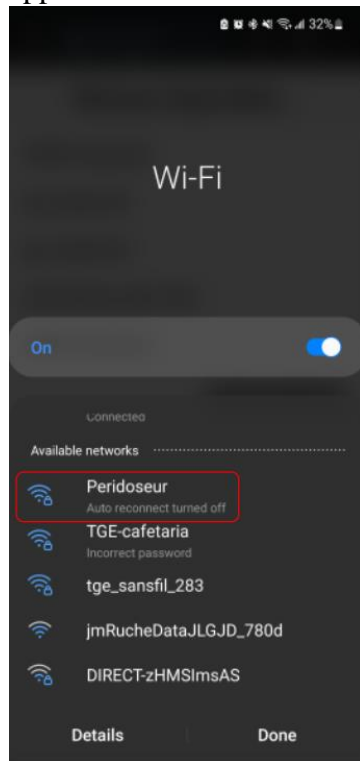 32%
Wi-Fi
On
Connected
Available networks
Peridoseur
Auto reconnect turned off
TGE-cafetaria
Incorrect password
tge_sansfil_283
jmRucheDataJLGJD_780d
DIRECT-zHMSImsAS
Details Done